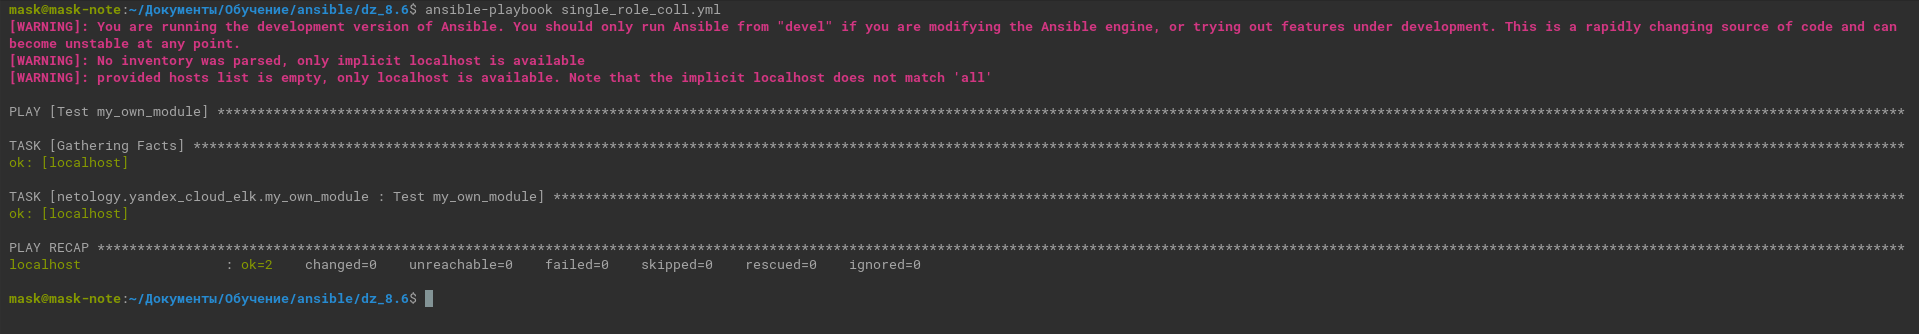 mask@mask-note:~/Документы/Обучение/ansible/dz_8.6$ ansible-playbook single_role_coll.yml
[WARNING]: You are running the development version of Ansible. You should only run Ansible from "devel" if you are modifying the Ansible engine, or trying out features under development. This is a rapidly changing source of code and can
become unstable at any point.
[WARNING]: No inventory was parsed, only implicit localhost is available
[WARNING]: provided hosts list is empty, only localhost is available. Note that the implicit localhost does not match 'all'
PLAY [Test my_own_module] *******************************************************************************************************************************************************************************************************************
TASK [Gathering Facts] **********************************************************************************************************************************************************************************************************************
ok: [localhost]
TASK [netology.yandex_cloud_elk.my_own_module : Test my_own_module] *************************************************************************************************************************************************************************
ok: [localhost]
PLAY RECAP **********************************************************************************************************************************************************************************************************************************
localhost                  : ok=2    changed=0    unreachable=0    failed=0    skipped=0    rescued=0    ignored=0
mask@mask-note:~/Документы/Обучение/ansible/dz_8.6$